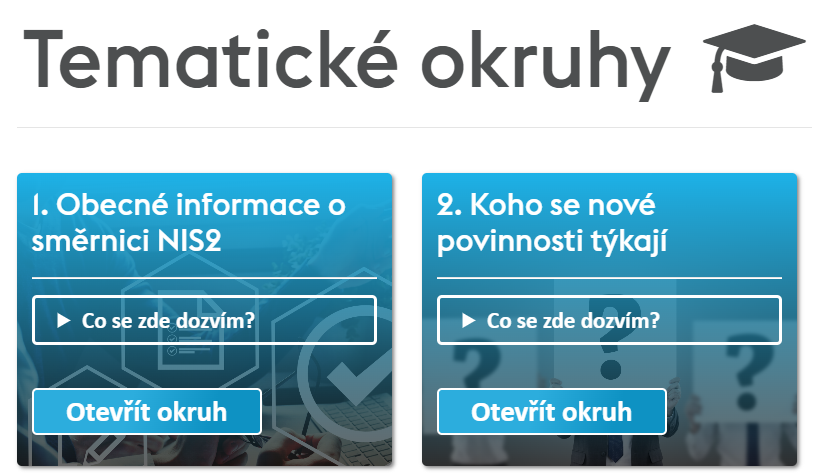 Tematické okruhy
1. Obecné informace o
směrnici NIS2
Co se zde dozvím?
Otevřít okruh
2. Koho se nové
povinnosti týkají
Co se zde dozvím?
Otevřít okruh